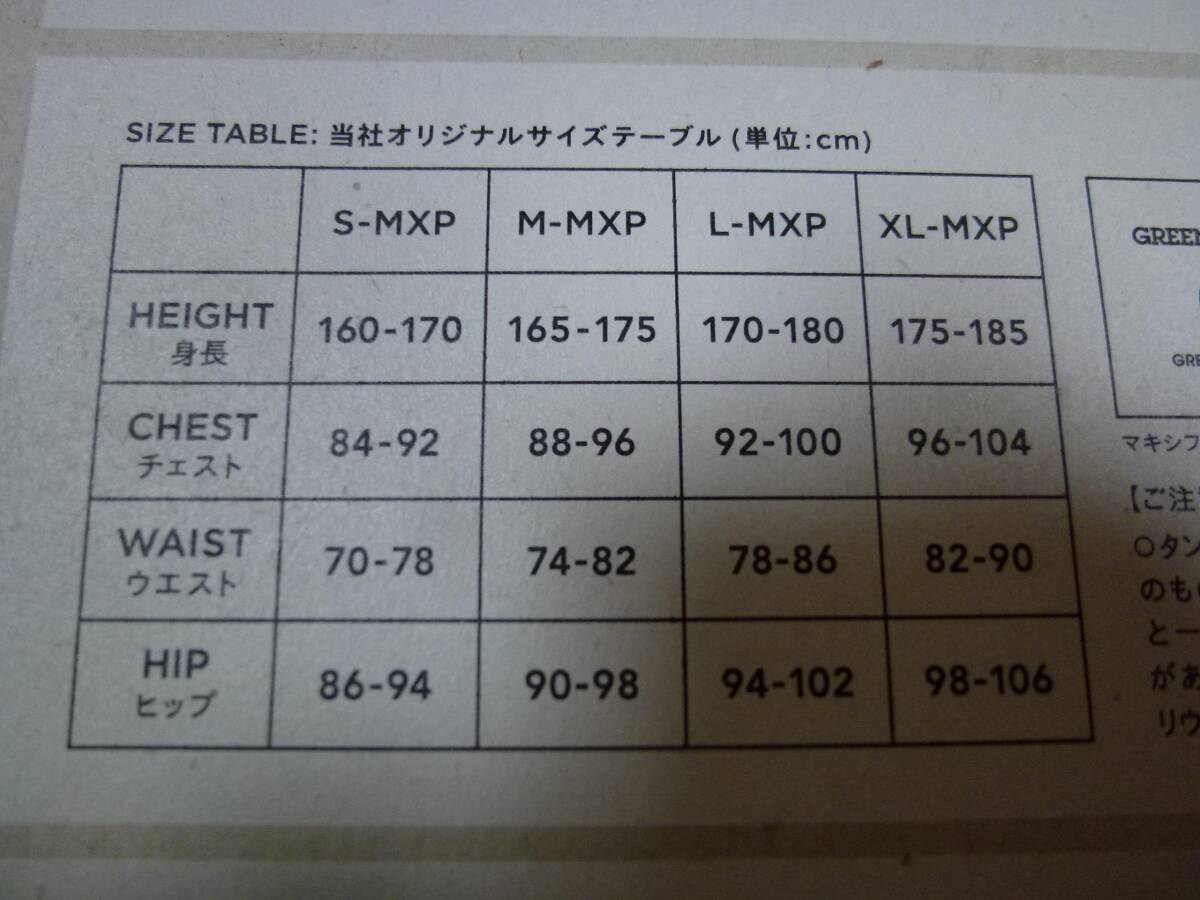 SIZE TABLE: 当社オリジナルサイズテーブル (単位:cm)
S-MXP M-MXP L-MXP XL-MXP
HEIGHT 160-170 165-175 170-180 175-185
身長
CHEST 84-92 88-96 92-100 96-104
チェスト
WAIST 70-78 74-82 78-86 82-90
ウエスト
HIP 86-94 90-98 94-102 98-106
ヒップ
GREEN
GRE
マキシフ
【ご注
○タン
のも
と一
があ
リウ